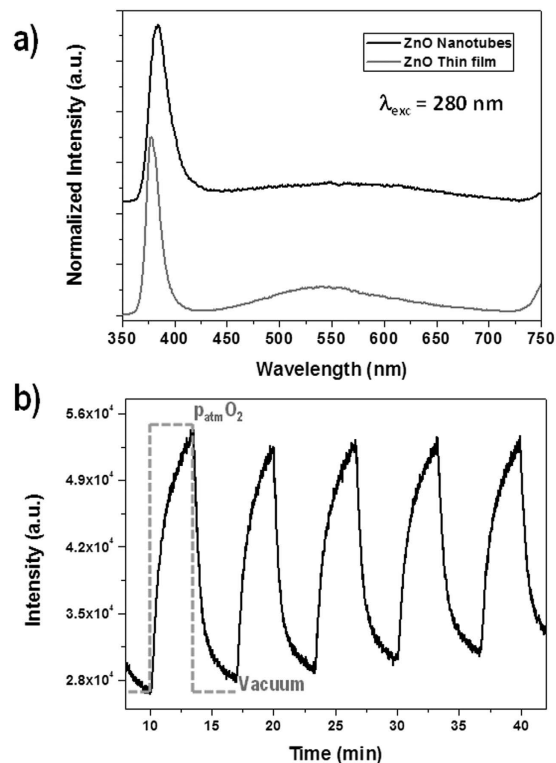 a)
Normalized Intensity (a.u.)
ZnO Nanotubes
ZnO Thin film
λexc = 280 nm
350 400 450 500 550 600 650 700 750
Wavelength (nm)
b)
Intensity (a.u.)
5.6x10⁴
4.9x10⁴
4.2x10⁴
3.5x10⁴
2.8x10⁴
patmO₂
Vacuum
10 15 20 25 30 35 40
Time (min)